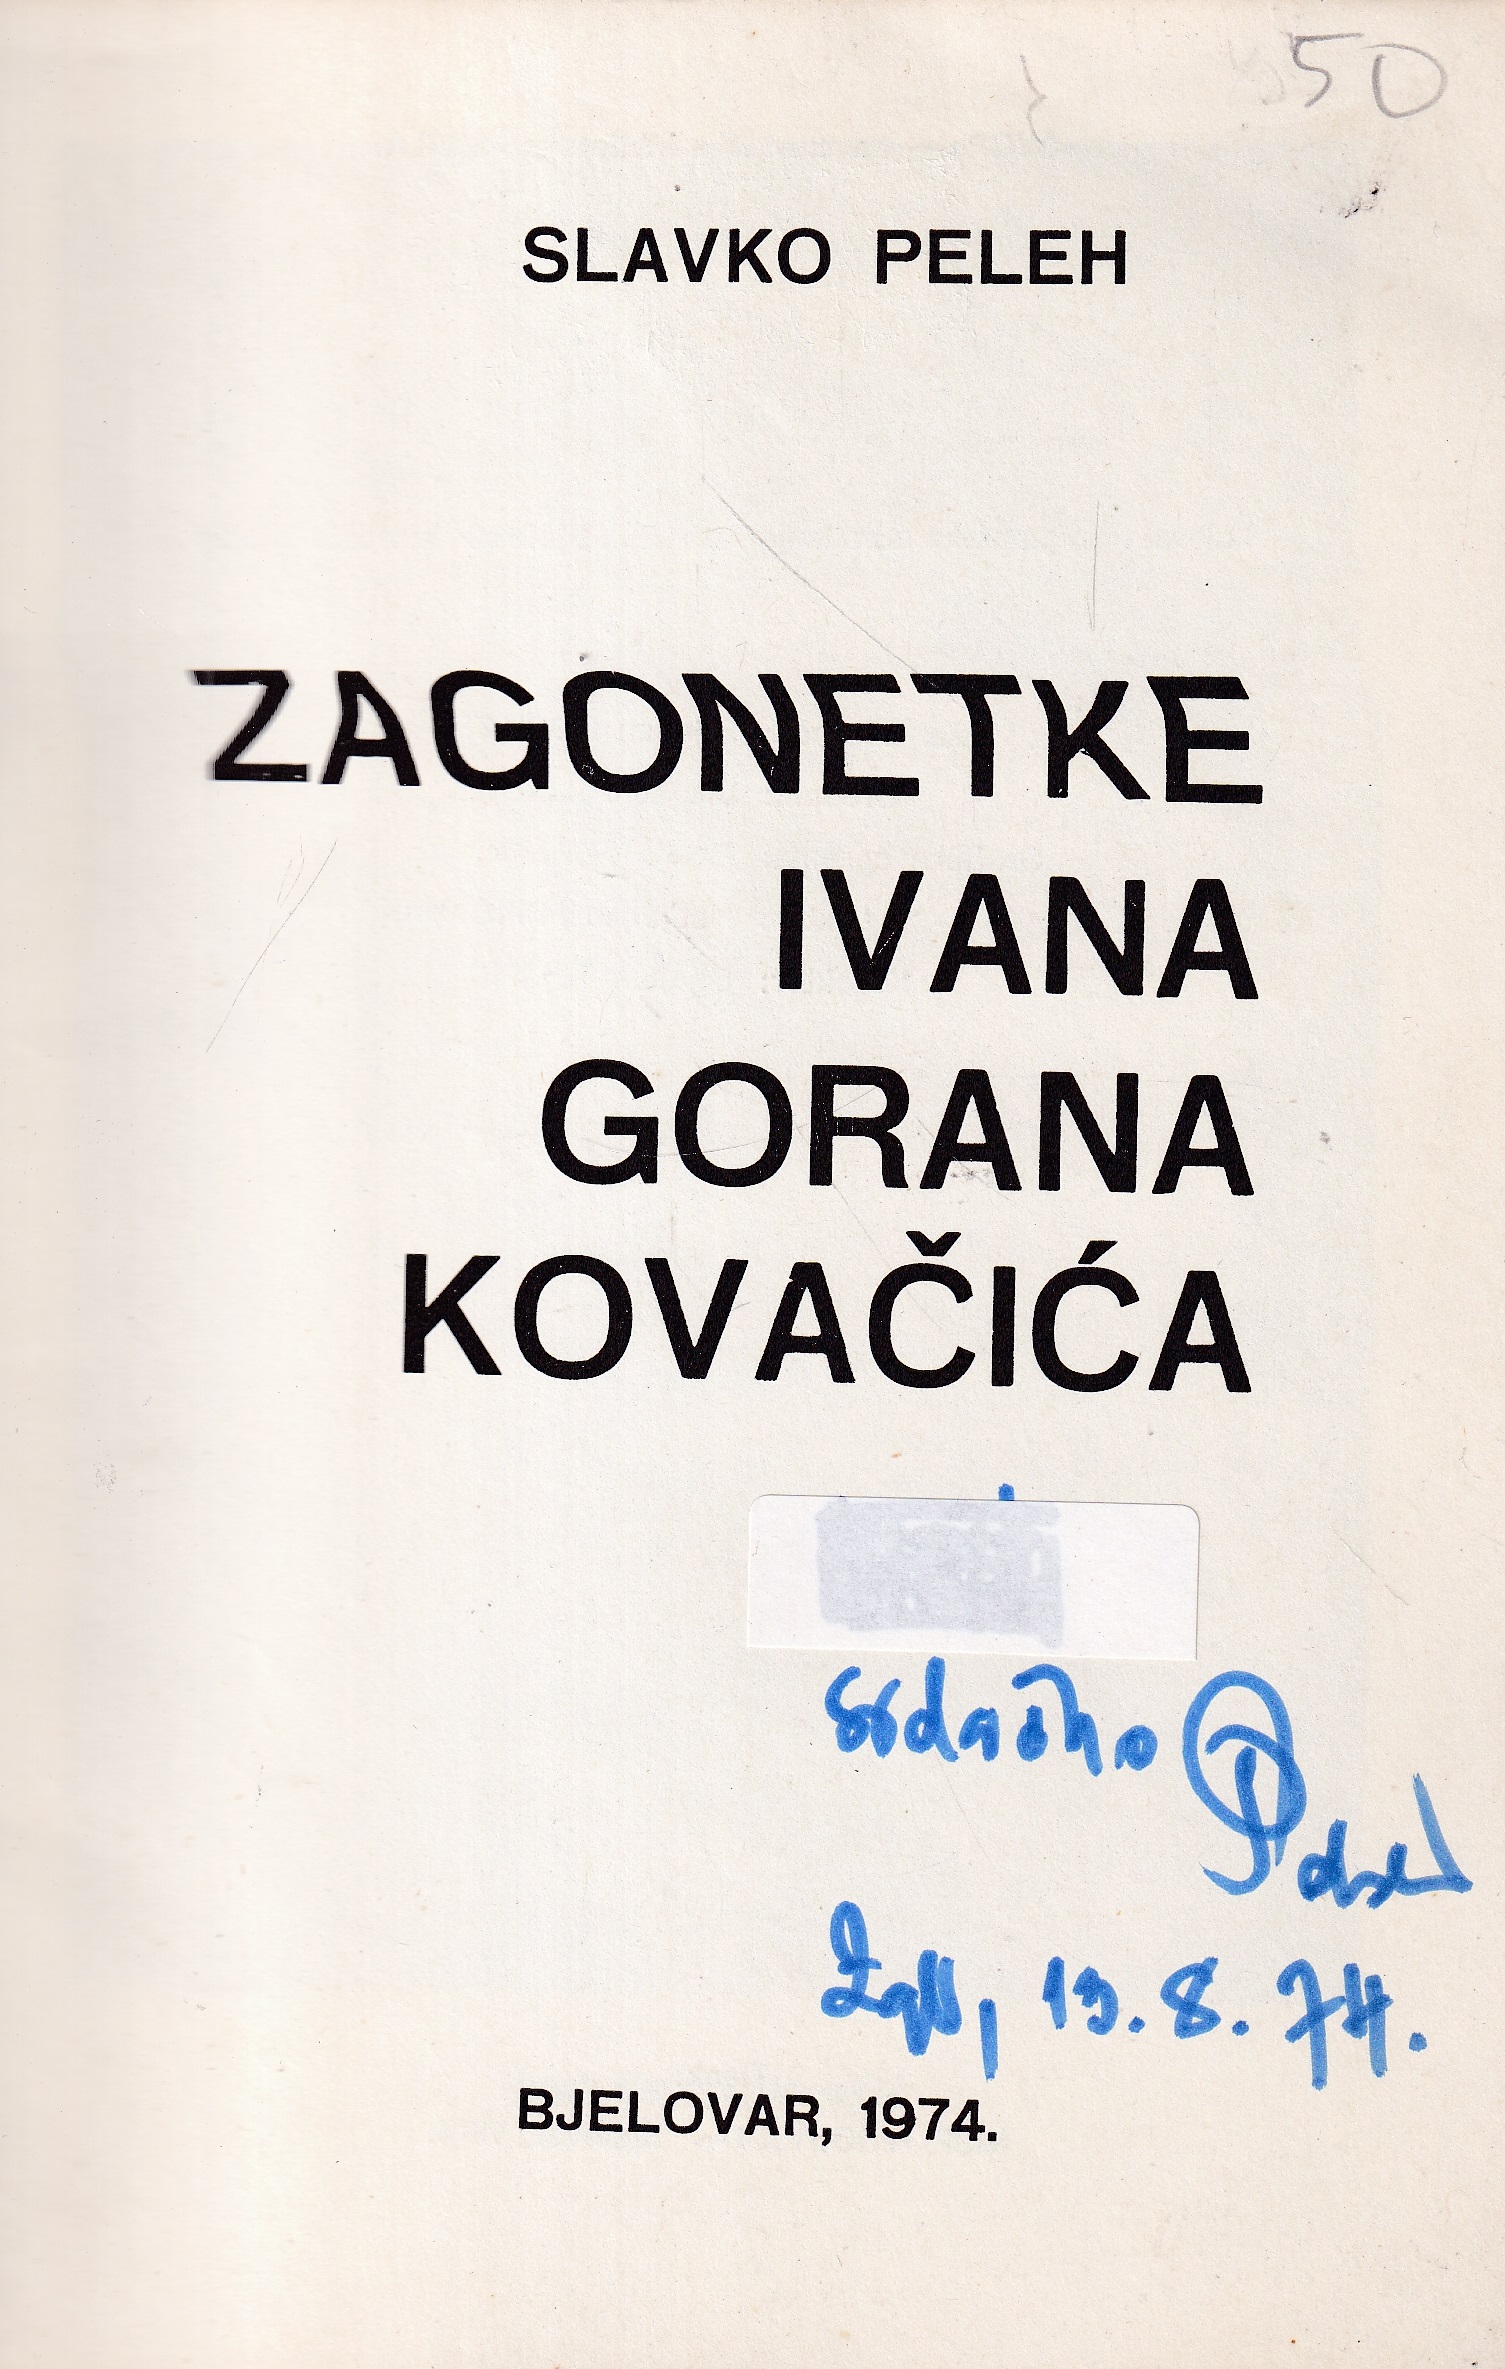 50
SLAVKO PELEH
ZAGONETKE
IVANA
GORANA
KOVAČIĆA
srdačno
Zgb, 13.8.74.
BJELOVAR, 1974.